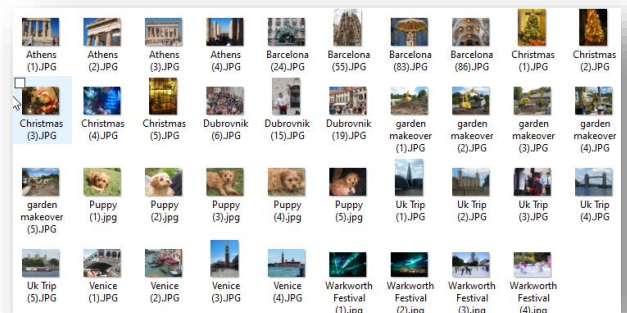 Athens (1).JPG
Athens (2).JPG
Athens (3).JPG
Athens (4).JPG
Barcelona (24).JPG
Barcelona (55).JPG
Barcelona (83).JPG
Barcelona (86).JPG
Christmas (1).JPG
Christmas (2).JPG
Christmas (3).JPG
Christmas (4).JPG
Christmas (5).JPG
Dubrovnik (6).JPG
Dubrovnik (15).JPG
Dubrovnik (19).JPG
garden makeover (1).JPG
garden makeover (2).JPG
garden makeover (3).JPG
garden makeover (4).JPG
garden makeover (5).JPG
Puppy (1).jpg
Puppy (2).jpg
Puppy (3).jpg
Puppy (4).jpg
Puppy (5).jpg
Uk Trip (1).JPG
Uk Trip (2).JPG
Uk Trip (3).JPG
Uk Trip (4).JPG
Uk Trip (5).JPG
Venice (1).JPG
Venice (2).JPG
Venice (3).JPG
Venice (4).JPG
Warkworth Festival (1).jpg
Warkworth Festival (2).jpg
Warkworth Festival (3).jpg
Warkworth Festival (4).jpg